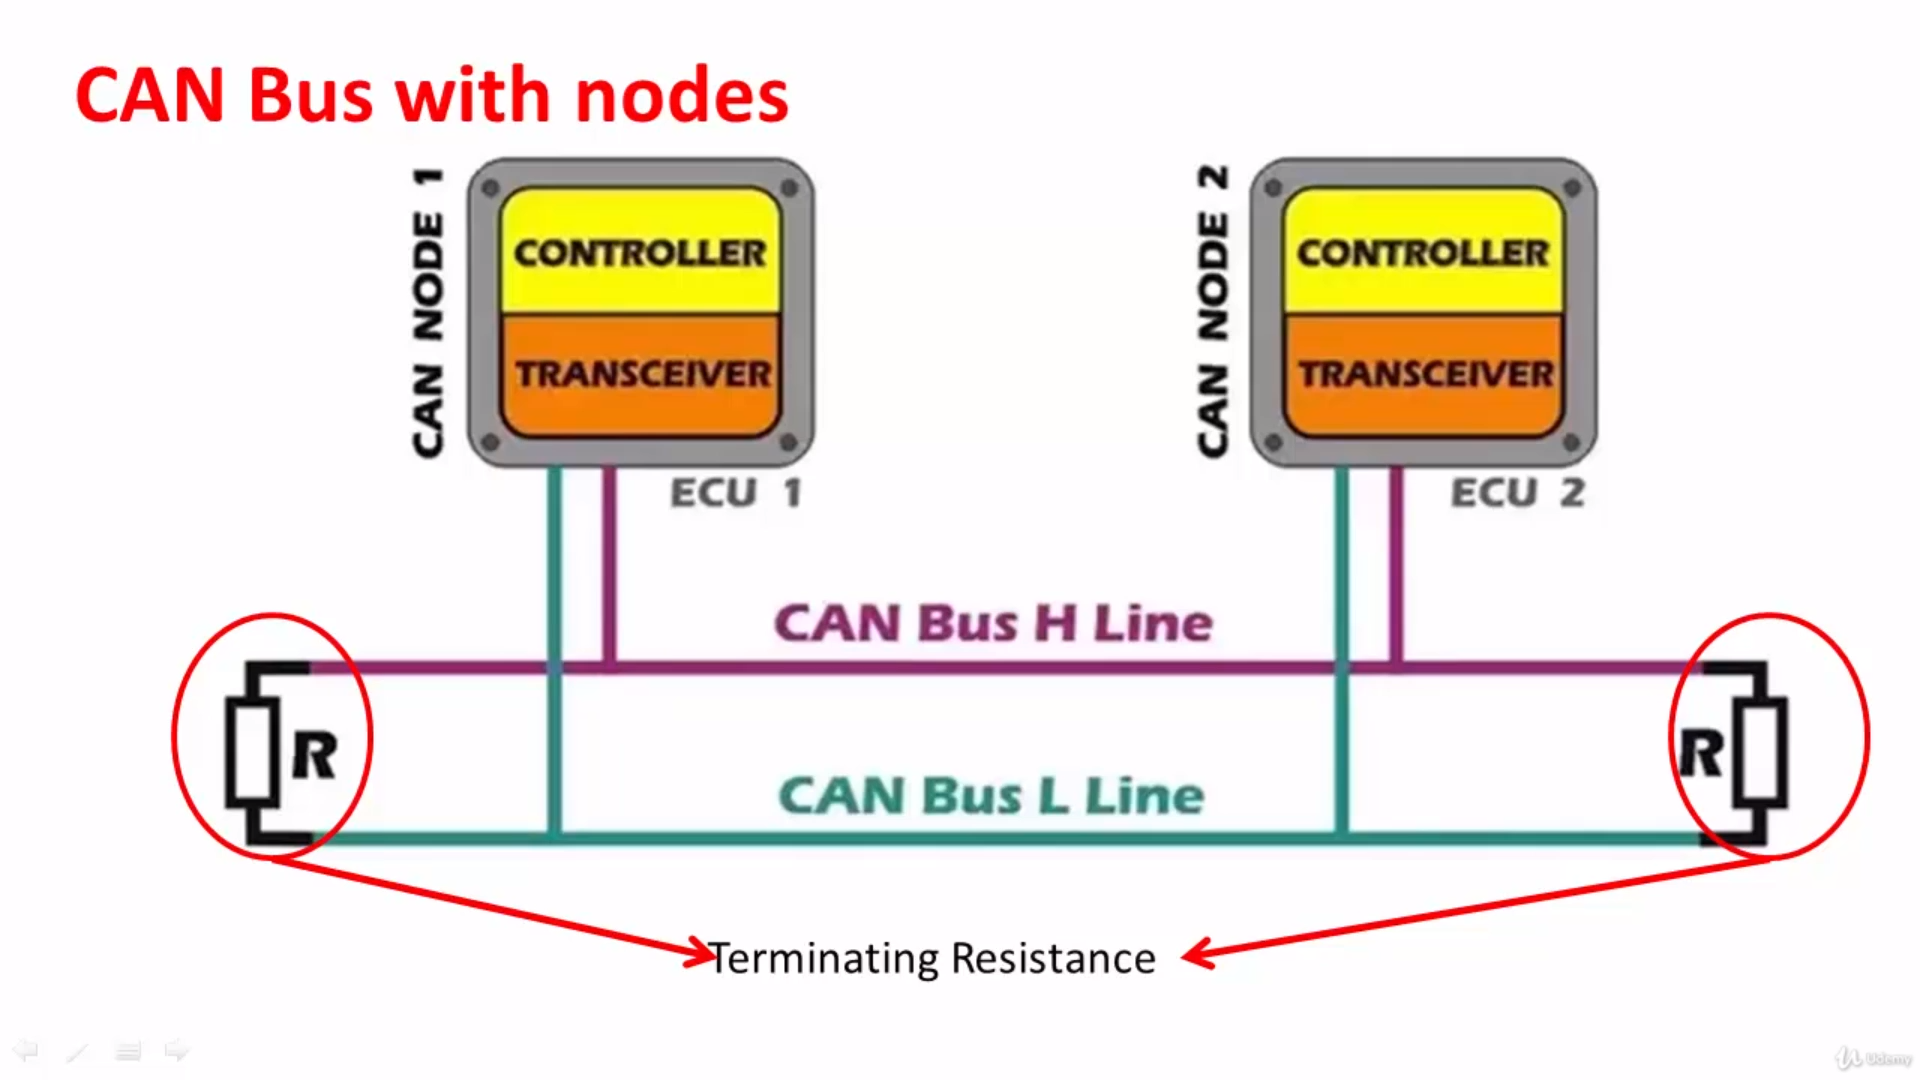 CAN Bus with nodes
CAN NODE 1
CONTROLLER
TRANSCEIVER
ECU 1
CAN NODE 2
CONTROLLER
TRANSCEIVER
ECU 2
CAN Bus H Line
R
R
CAN Bus L Line
Terminating Resistance
Udemy